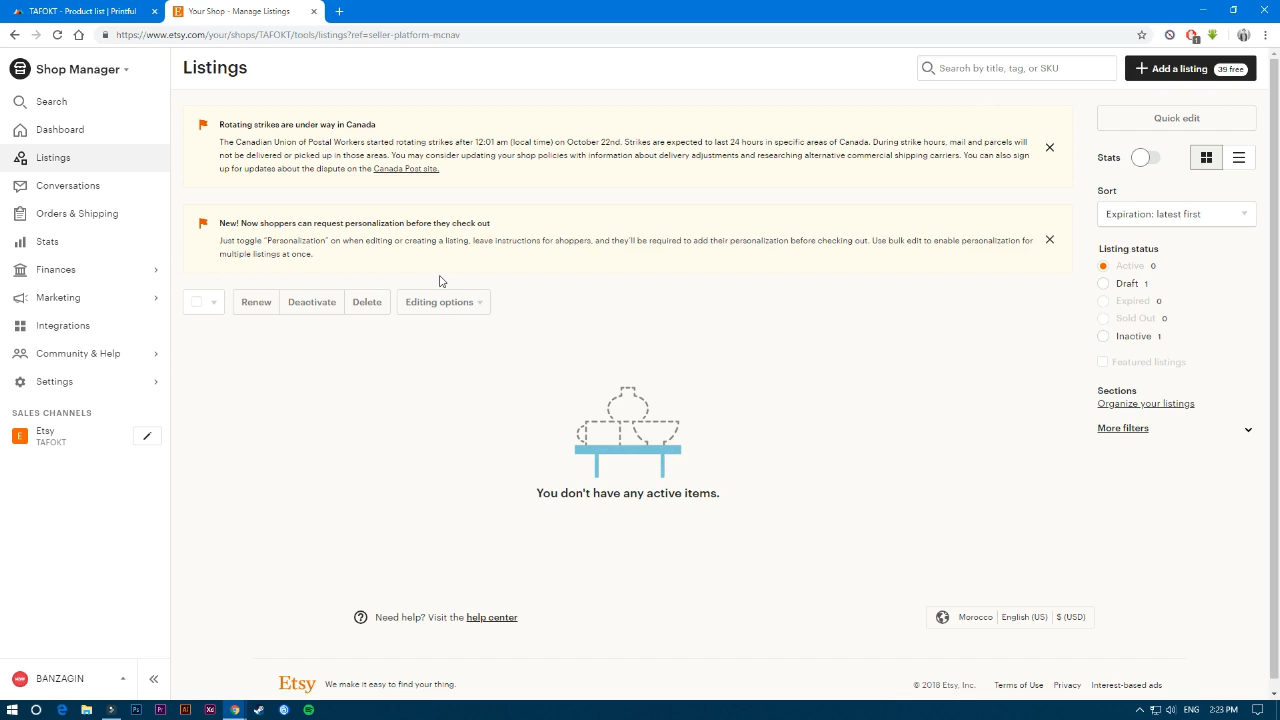 TAFOKT - Product list | Printful
Your Shop - Manage Listings
https://www.etsy.com/your/shops/TAFOKT/tools/listings?ref=seller-platform-mcnav
1
Shop Manager
Search
Dashboard
Listings
Conversations
Orders & Shipping
Stats
Finances
Marketing
Integrations
Community & Help
Settings
SALES CHANNELS
E
Etsy
TAFOKT
BANZAGIN
Listings
Search by title, tag, or SKU
Add a listing 39 free
Rotating strikes are under way in Canada
The Canadian Union of Postal Workers started rotating strikes after 12:01 am (local time) on October 22nd. Strikes are expected to last 24 hours in specific areas of Canada. During strike hours, mail and parcels will
not be delivered or picked up in those areas. You may consider updating your shop policies with information about delivery adjustments and researching alternative commercial shipping carriers. You can also sign
up for updates about the dispute on the Canada Post site.
New! Now shoppers can request personalization before they check out
Just toggle "Personalization" on when editing or creating a listing, leave instructions for shoppers, and they'll be required to add their personalization before checking out. Use bulk edit to enable personalization for
multiple listings at once.
Renew Deactivate Delete Editing options
You don't have any active items.
Quick edit
Stats
Sort
Expiration: latest first
Listing status
Active 0
Draft 1
Expired 0
Sold Out 0
Inactive 1
Featured listings
Sections
Organize your listings
More filters
Need help? Visit the help center
Morocco English (US) $ (USD)
Etsy We make it easy to find your thing.
© 2018 Etsy, Inc. Terms of Use Privacy Interest-based ads
Ps Pr Ai Xd
ENG 2:23 PM